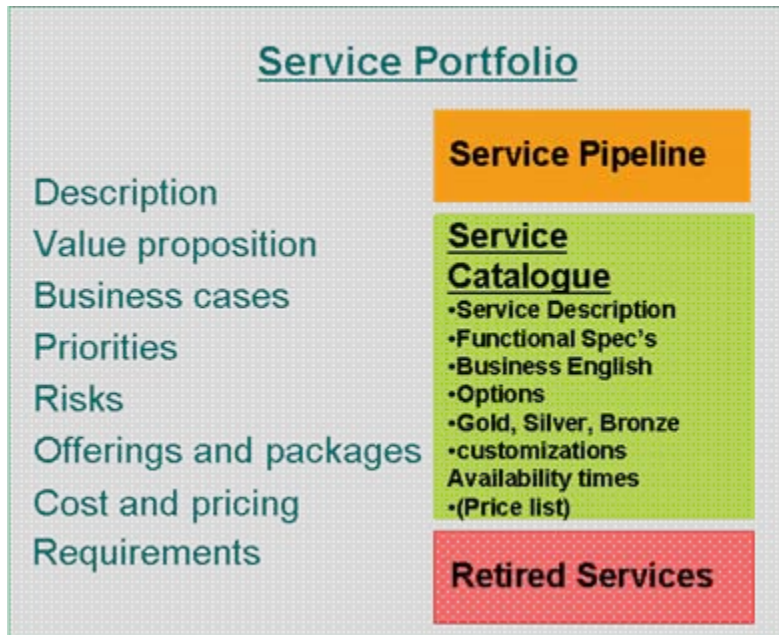 Service Portfolio
Description
Value proposition
Business cases
Priorities
Risks
Offerings and packages
Cost and pricing
Requirements
Service Pipeline
Service
Catalogue
•Service Description
•Functional Spec's
•Business English
•Options
•Gold, Silver, Bronze
•customizations
Availability times
•(Price list)
Retired Services